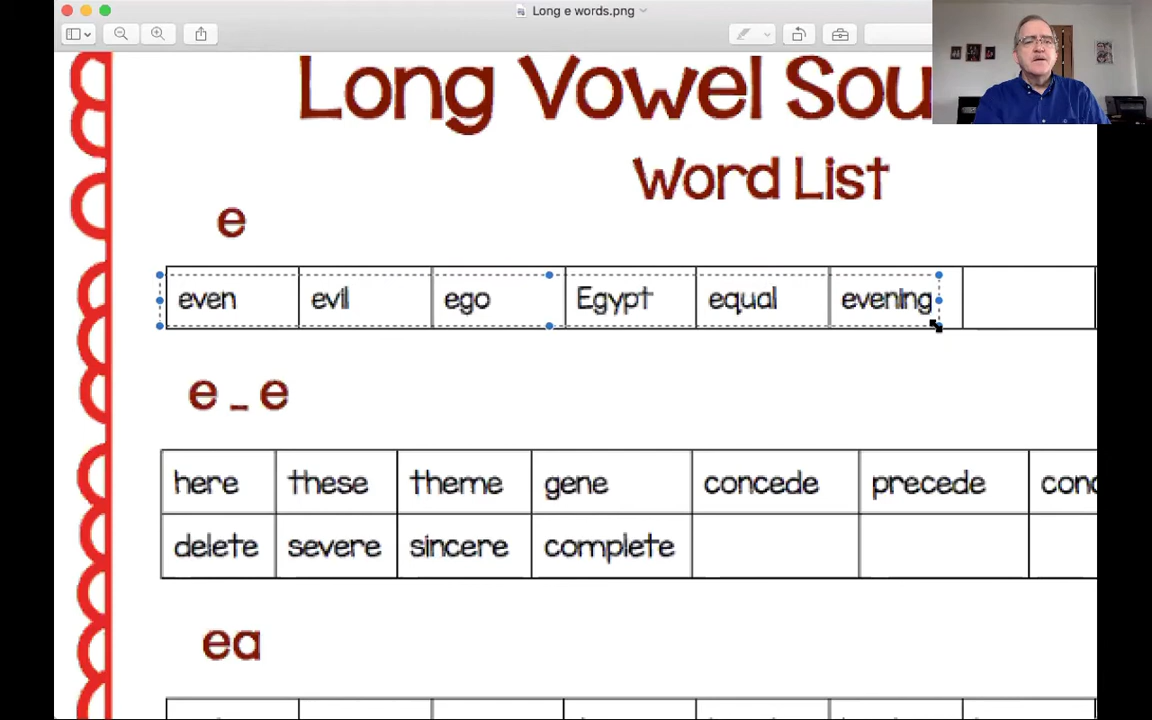 Long e words.png
Long Vowel Sou
Word List
e
even evil ego Egypt equal evening
e _ e
here these theme gene concede precede conc
delete severe sincere complete
ea